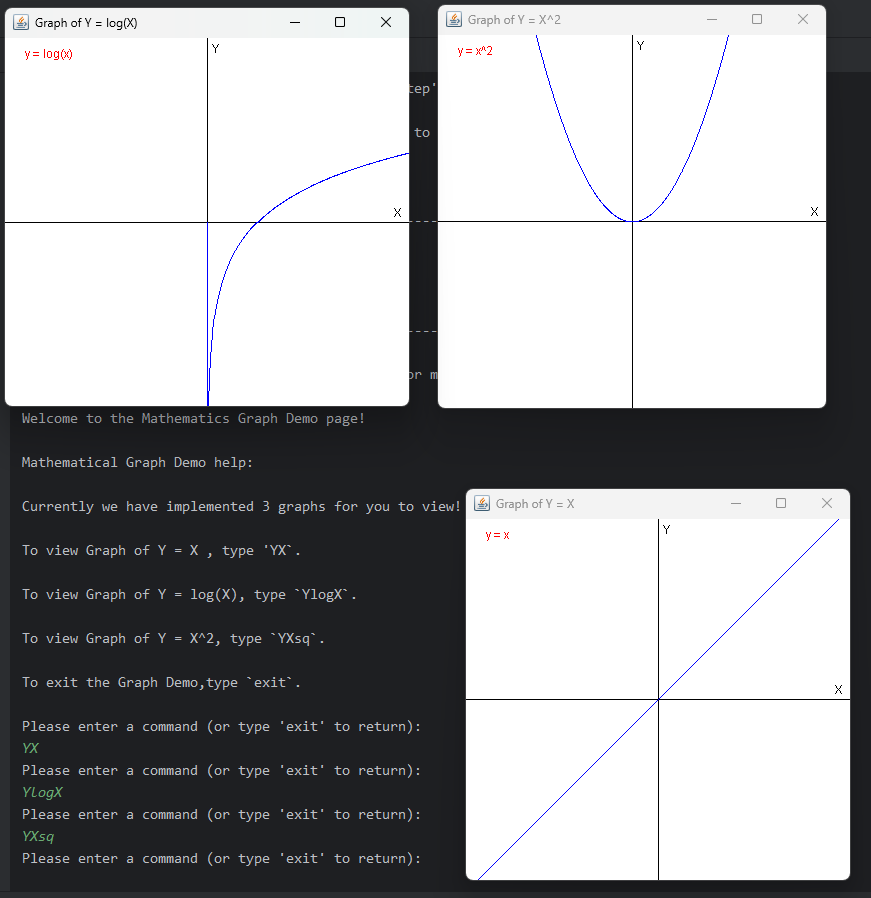 Graph of Y = log(X)
y = log(x)
Y
X
Graph of Y = X^2
y = x^2
Y
X
to
-----
-----
Welcome to the Mathematics Graph Demo page!
Mathematical Graph Demo help:
Currently we have implemented 3 graphs for you to view!
To view Graph of Y = X , type 'YX`.
To view Graph of Y = log(X), type `YlogX`.
To view Graph of Y = X^2, type `YXsq`.
To exit the Graph Demo,type `exit`.
Please enter a command (or type 'exit' to return):
YX
Please enter a command (or type 'exit' to return):
YlogX
Please enter a command (or type 'exit' to return):
YXsq
Please enter a command (or type 'exit' to return):
Graph of Y = X
y = x
Y
X